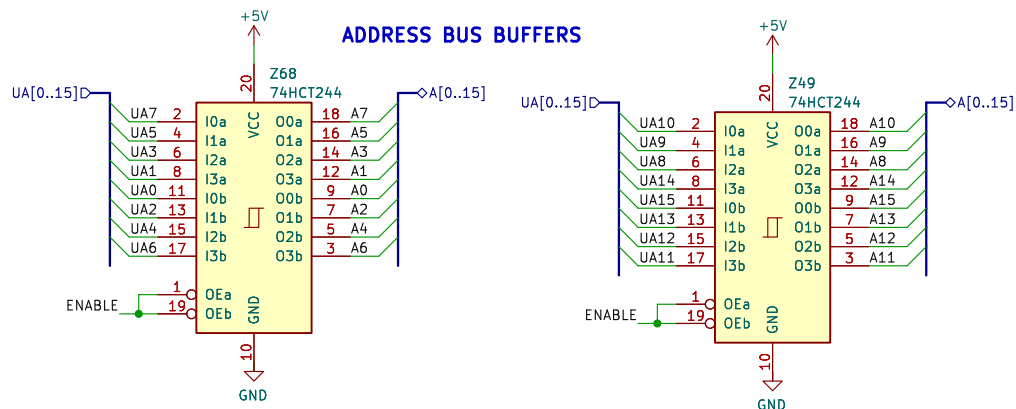 ADDRESS BUS BUFFERS
+5V
Z68
74HCT244
20
VCC
UA[0..15]
A[0..15]
UA7 2 I0a O0a 18 A7
UA5 4 I1a O1a 16 A5
UA3 6 I2a O2a 14 A3
UA1 8 I3a O3a 12 A1
UA0 11 I0b O0b 9 A0
UA2 13 I1b O1b 7 A2
UA4 15 I2b O2b 5 A4
UA6 17 I3b O3b 3 A6
1 OEa
ENABLE 19 OEb
GND
10
GND
+5V
Z49
74HCT244
20
VCC
UA[0..15]
A[0..15]
UA10 2 I0a O0a 18 A10
UA9 4 I1a O1a 16 A9
UA8 6 I2a O2a 14 A8
UA14 8 I3a O3a 12 A14
UA15 11 I0b O0b 9 A15
UA13 13 I1b O1b 7 A13
UA12 15 I2b O2b 5 A12
UA11 17 I3b O3b 3 A11
1 OEa
ENABLE 19 OEb
GND
10
GND